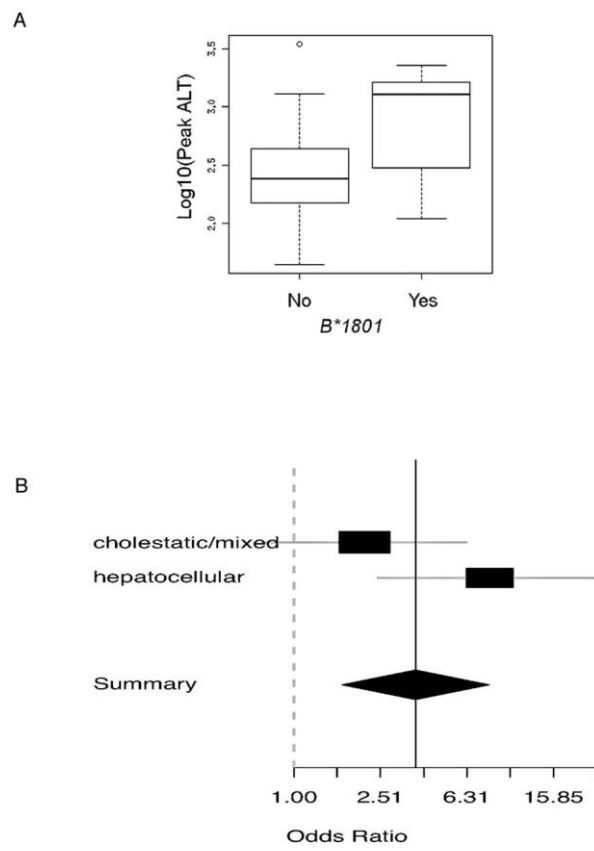 A
Log10(Peak ALT)
3.5
3.0
2.5
2.0
No Yes
B*1801
B
cholestatic/mixed
hepatocellular
Summary
1.00 2.51 6.31 15.85
Odds Ratio